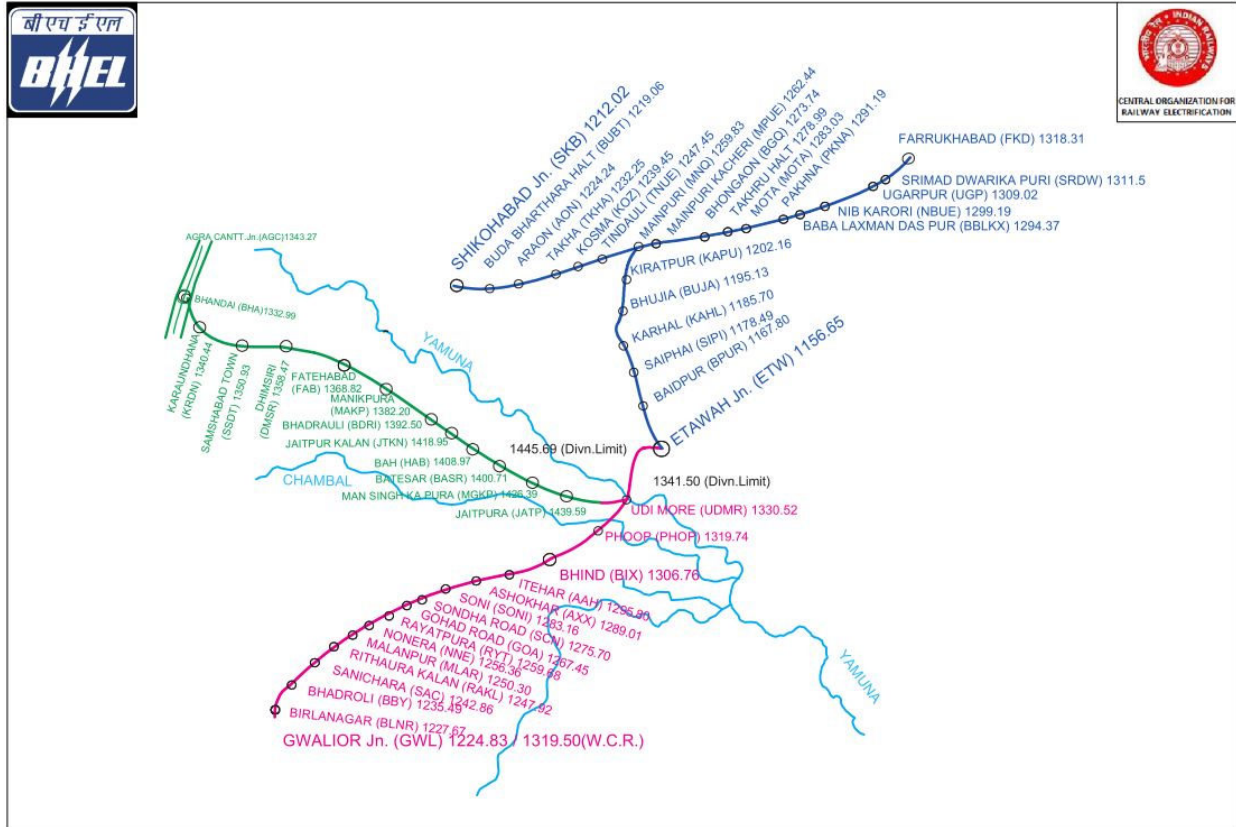 बी एच ई एल
BHEL
भारतीय रेल
INDIAN RAILWAYS
CENTRAL ORGANIZATION FOR
RAILWAY ELECTRIFICATION
SHIKOHABAD Jn. (SKB) 1212.02
BUDA BHARTHARA HALT (BUBT) 1219.06
ARAON (AON) 1224.24
TAKHA (TKHA) 1232.25
KOSMA (KOZ) 1239.45
TINDAULI (TNUE) 1247.45
MAINPURI (MNQ) 1259.83
MAINPURI KACHERI (MPUE) 1262.44
BHONGAON (BGQ) 1273.74
TAKHRU HALT 1278.99
MOTA (MOTA) 1283.03
PAKHNA (PKNA) 1291.19
FARRUKHABAD (FKD) 1318.31
SRIMAD DWARIKA PURI (SRDW) 1311.5
UGARPUR (UGP) 1309.02
NIB KARORI (NBUE) 1299.19
BABA LAXMAN DAS PUR (BBLKX) 1294.37
KIRATPUR (KAPU) 1202.16
BHUJIA (BUJA) 1195.13
KARHAL (KAHL) 1185.70
SAIPHAI (SIPI) 1178.49
BAIDPUR (BPUR) 1167.80
ETAWAH Jn. (ETW) 1156.65
AGRA CANTT.Jn.(AGC)1343.27
BHANDAI (BHA)1332.99
KARAUNDHANA
(KRDN) 1340.44
SAMSHABAD TOWN
(SSDT) 1350.93
DHIMSIRI
(DMSR) 1358.47
FATEHABAD
(FAB) 1368.82
MANIKPURA
(MAKP) 1382.20
BHADRAULI (BDRI) 1392.50
JAITPUR KALAN (JTKN) 1418.95
BAH (HAB) 1408.97
BATESAR (BASR) 1400.71
MAN SINGH KA PURA (MGKP) 1426.39
JAITPURA (JATP) 1439.59
YAMUNA
CHAMBAL
1445.69 (Divn.Limit)
1341.50 (Divn.Limit)
UDI MORE (UDMR) 1330.52
PHOOP (PHOP) 1319.74
BHIND (BIX) 1306.76
ITEHAR (AAH) 1295.80
ASHOKHAR (AXX) 1289.01
SONI (SONI) 1283.16
SONDHA ROAD (SCN) 1275.70
GOHAD ROAD (GOA) 1267.45
RAYATPURA (RYT) 1259.68
NONERA (NNE) 1256.36
MALANPUR (MLAR) 1250.30
RITHAURA KALAN (RAKL) 1247.92
SANICHARA (SAC) 1242.86
BHADROLI (BBY) 1235.49
BIRLANAGAR (BLNR) 1227.67
GWALIOR Jn. (GWL) 1224.83 / 1319.50(W.C.R.)
YAMUNA